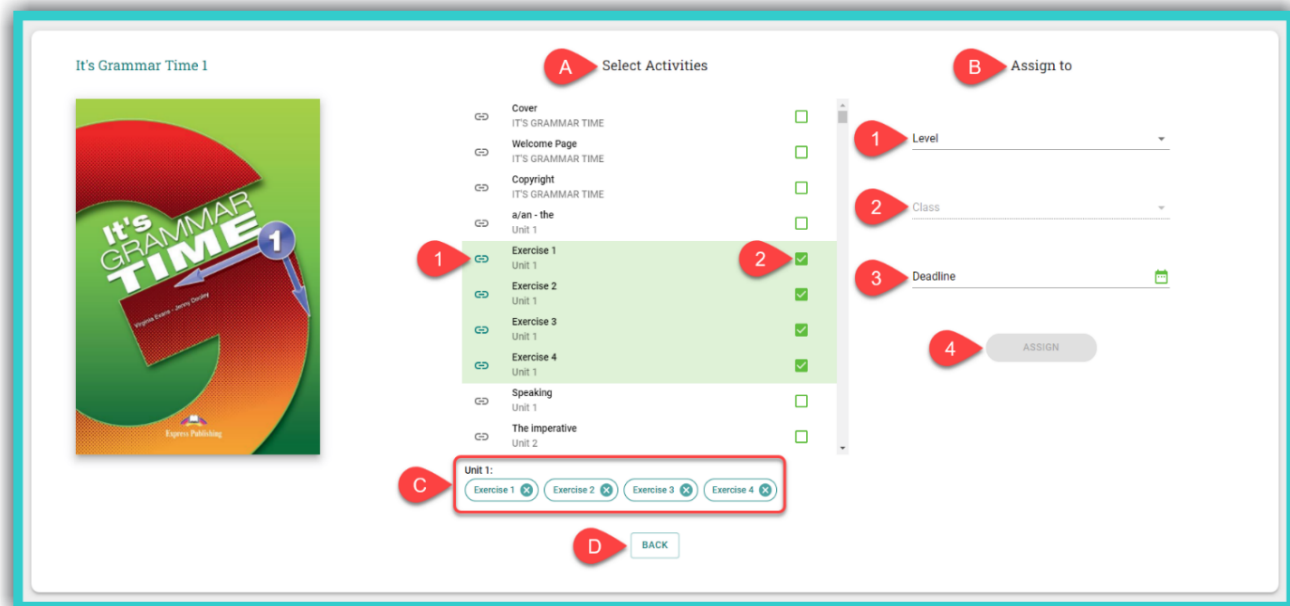 It's Grammar Time 1
A
Select Activities
B
Assign to
It's
GRAMMAR
TIME
1
Virginia Evans - Jenny Dooley
Express Publishing
Cover
IT'S GRAMMAR TIME
Welcome Page
IT'S GRAMMAR TIME
Copyright
IT'S GRAMMAR TIME
a/an - the
Unit 1
1
Exercise 1
Unit 1
2
Exercise 2
Unit 1
Exercise 3
Unit 1
Exercise 4
Unit 1
Speaking
Unit 1
The imperative
Unit 2
C
Unit 1:
Exercise 1
Exercise 2
Exercise 3
Exercise 4
D
BACK
1
Level
2
Class
3
Deadline
4
ASSIGN